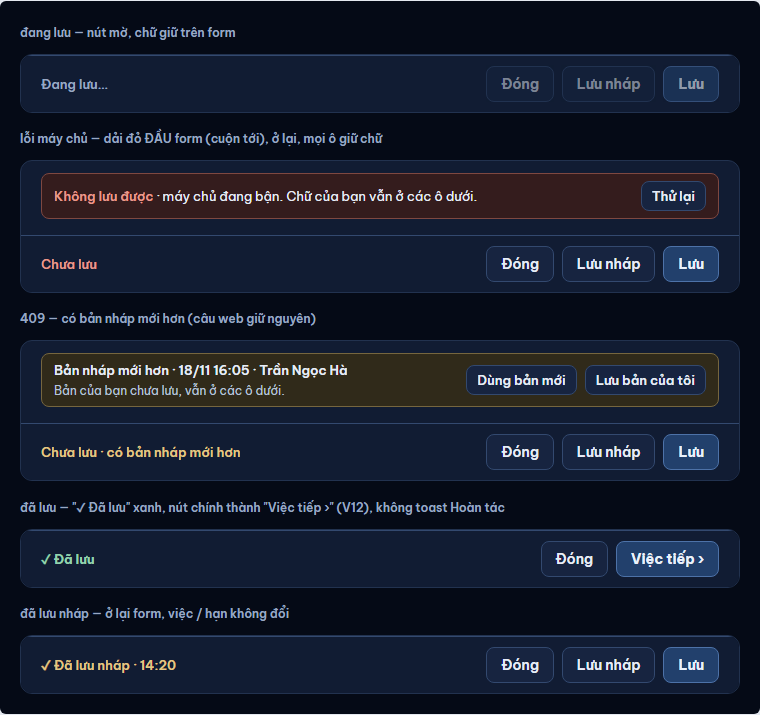 đang lưu — nút mờ, chữ giữ trên form
Đang lưu... Đóng Lưu nháp Lưu
lỗi máy chủ — dải đỏ ĐẦU form (cuộn tới), ở lại, mọi ô giữ chữ
Không lưu được · máy chủ đang bận. Chữ của bạn vẫn ở các ô dưới. Thử lại
Chưa lưu Đóng Lưu nháp Lưu
409 — có bản nháp mới hơn (câu web giữ nguyên)
Bản nháp mới hơn · 18/11 16:05 · Trần Ngọc Hà
Bản của bạn chưa lưu, vẫn ở các ô dưới.
Dùng bản mới Lưu bản của tôi
Chưa lưu · có bản nháp mới hơn Đóng Lưu nháp Lưu
đã lưu — "✓ Đã lưu" xanh, nút chính thành "Việc tiếp ›" (V12), không toast Hoàn tác
✓ Đã lưu Đóng Việc tiếp ›
đã lưu nháp — ở lại form, việc / hạn không đổi
✓ Đã lưu nháp · 14:20 Đóng Lưu nháp Lưu